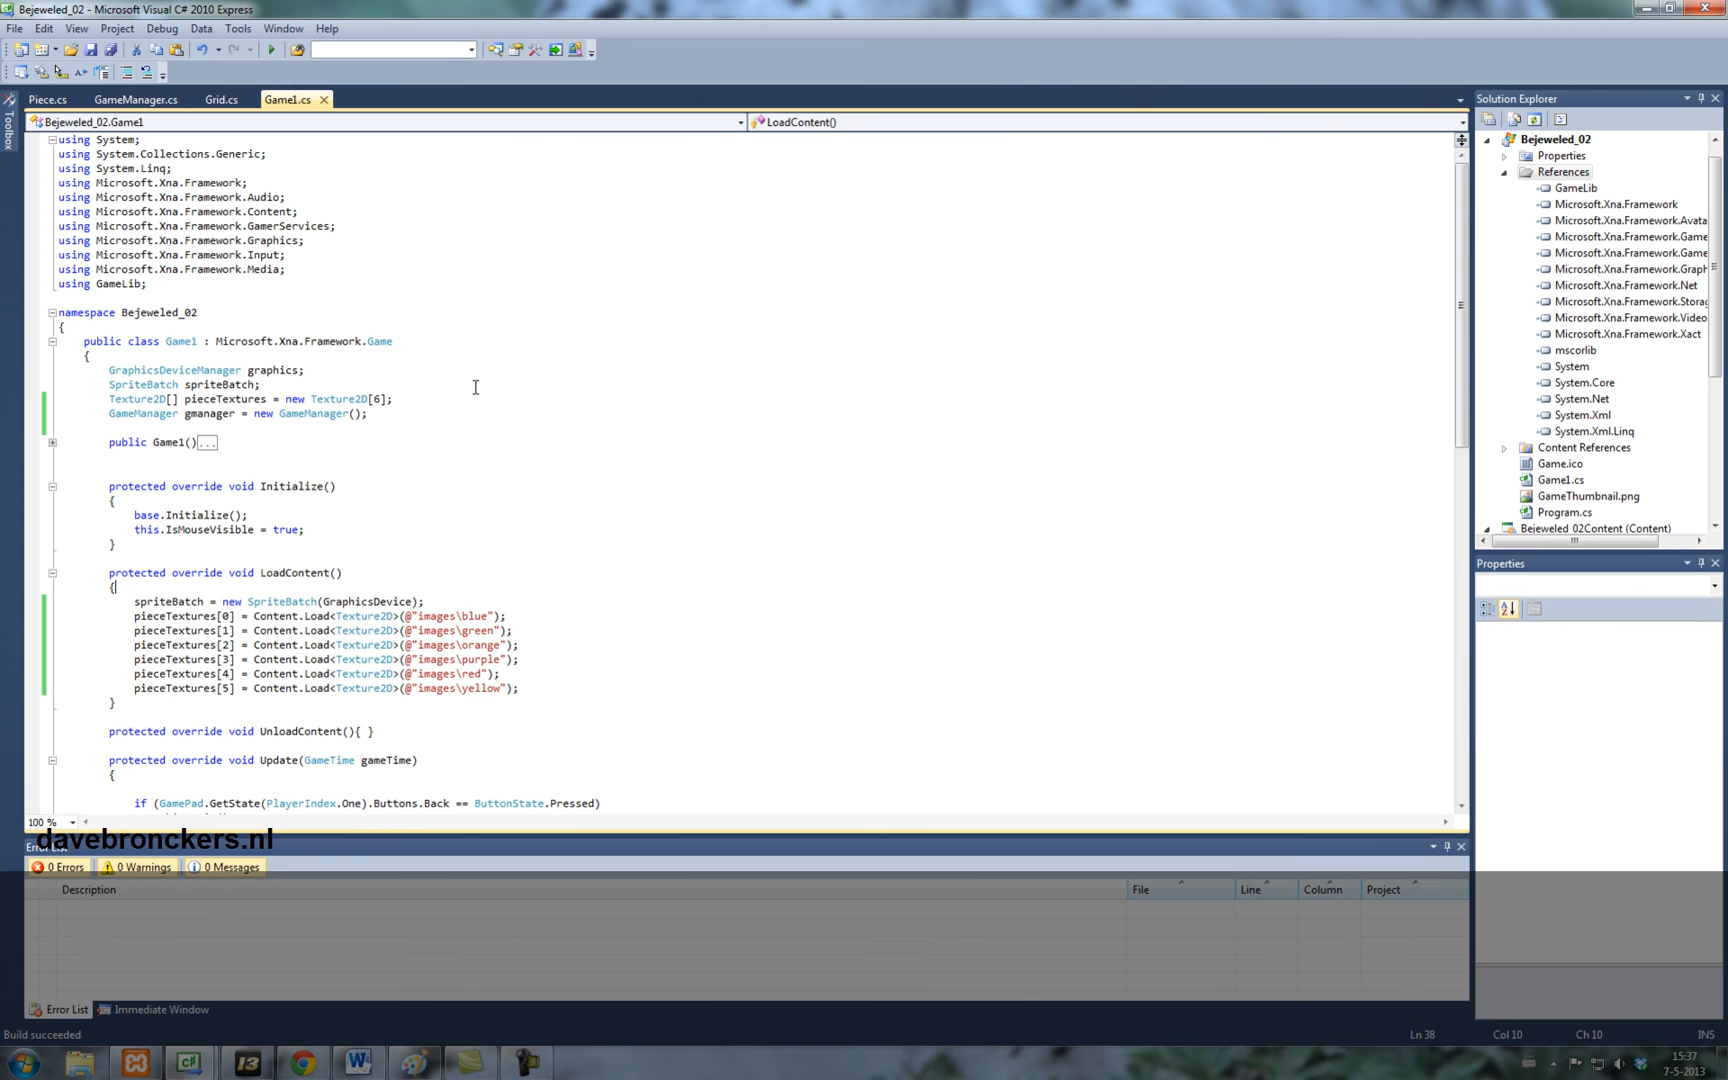 Bejeweled_02 - Microsoft Visual C# 2010 Express
File Edit View Project Debug Data Tools Window Help
Piece.cs GameManager.cs Grid.cs Game1.cs
Toolbox
Bejeweled_02.Game1 LoadContent()
using System;
using System.Collections.Generic;
using System.Linq;
using Microsoft.Xna.Framework;
using Microsoft.Xna.Framework.Audio;
using Microsoft.Xna.Framework.Content;
using Microsoft.Xna.Framework.GamerServices;
using Microsoft.Xna.Framework.Graphics;
using Microsoft.Xna.Framework.Input;
using Microsoft.Xna.Framework.Media;
using GameLib;
namespace Bejeweled_02
{
public class Game1 : Microsoft.Xna.Framework.Game
{
GraphicsDeviceManager graphics;
SpriteBatch spriteBatch;
Texture2D[] pieceTextures = new Texture2D[6];
GameManager gmanager = new GameManager();
public Game1()...
protected override void Initialize()
{
base.Initialize();
this.IsMouseVisible = true;
}
protected override void LoadContent()
{
spriteBatch = new SpriteBatch(GraphicsDevice);
pieceTextures[0] = Content.Load<Texture2D>(@"images\blue");
pieceTextures[1] = Content.Load<Texture2D>(@"images\green");
pieceTextures[2] = Content.Load<Texture2D>(@"images\orange");
pieceTextures[3] = Content.Load<Texture2D>(@"images\purple");
pieceTextures[4] = Content.Load<Texture2D>(@"images\red");
pieceTextures[5] = Content.Load<Texture2D>(@"images\yellow");
}
protected override void UnloadContent(){ }
protected override void Update(GameTime gameTime)
{
if (GamePad.GetState(PlayerIndex.One).Buttons.Back == ButtonState.Pressed)
100 %
davebronckers.nl
Error List
0 Errors 0 Warnings 0 Messages
Description File Line Column Project
Error List Immediate Window
Build succeeded Ln 38 Col 10 Ch 10 INS
Solution Explorer
Bejeweled_02
Properties
References
GameLib
Microsoft.Xna.Framework
Microsoft.Xna.Framework.Avata
Microsoft.Xna.Framework.Game
Microsoft.Xna.Framework.Game
Microsoft.Xna.Framework.Graph
Microsoft.Xna.Framework.Net
Microsoft.Xna.Framework.Storag
Microsoft.Xna.Framework.Video
Microsoft.Xna.Framework.Xact
mscorlib
System
System.Core
System.Net
System.Xml
System.Xml.Linq
Content References
Game.ico
Game1.cs
GameThumbnail.png
Program.cs
Bejeweled_02Content (Content)
Properties
15:37
7-5-2013